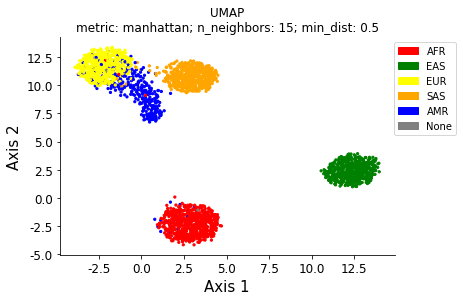 UMAP
metric: manhattan; n_neighbors: 15; min_dist: 0.5
12.5
10.0
7.5
5.0
2.5
0.0
-2.5
-5.0
Axis 2
-2.5 0.0 2.5 5.0 7.5 10.0 12.5
Axis 1
AFR
EAS
EUR
SAS
AMR
None